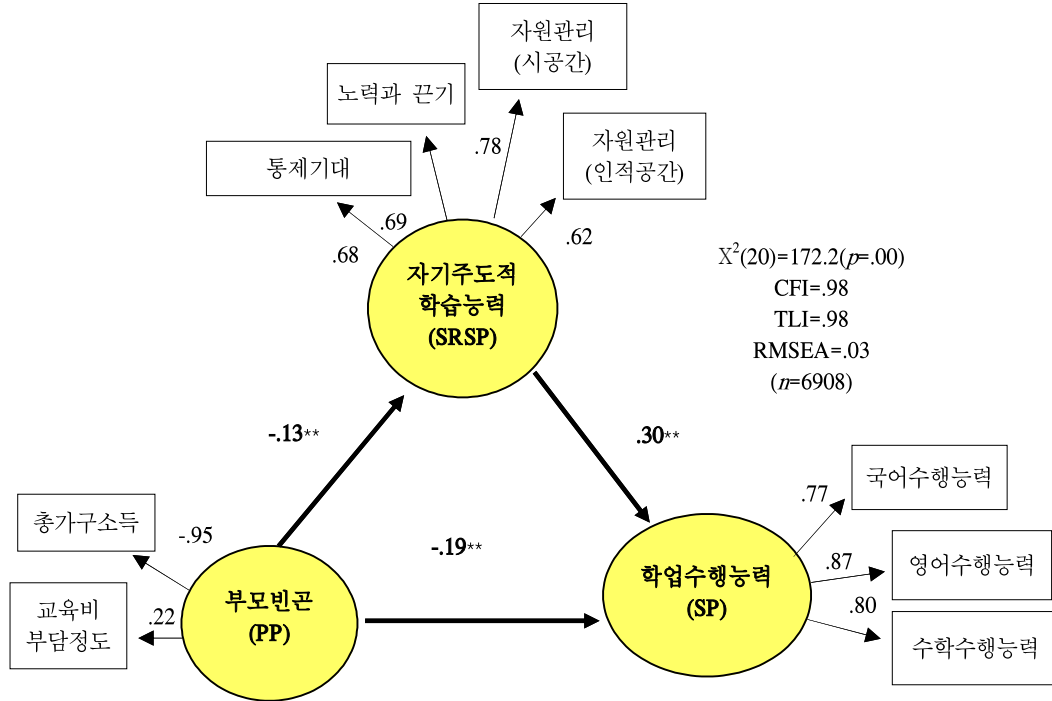 자원관리
(시공간)
노력과 끈기
자원관리
(인적공간)
통제기대
.78
.69
.68
.62
자기주도적
학습능력
(SRSP)
X²(20)=172.2(p=.00)
CFI=.98
TLI=.98
RMSEA=.03
(n=6908)
-.13**
.30**
국어수행능력
.77
총가구소득
-.95
-.19**
.87
영어수행능력
교육비
부담정도
.22
부모빈곤
(PP)
학업수행능력
(SP)
.80
수학수행능력